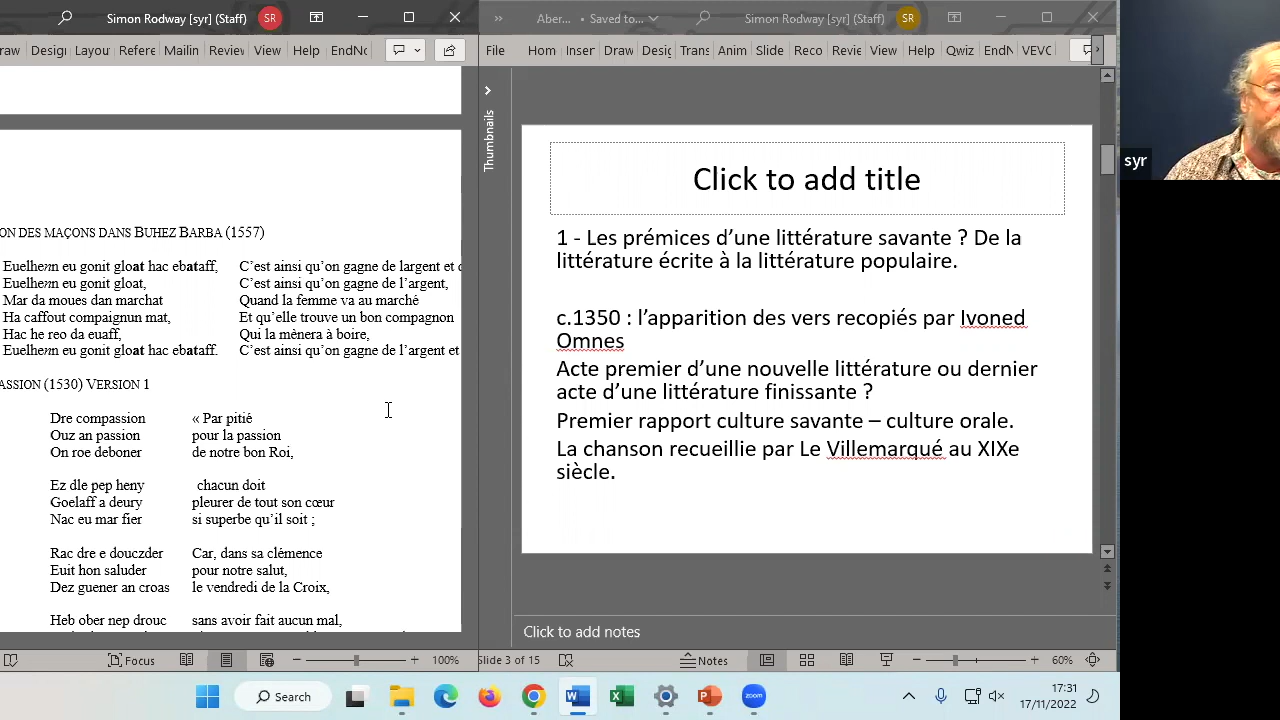 Simon Rodway [syr] (Staff) SR
raw Design Layou Refere Mailin Review View Help EndNo
ON DES MAÇONS DANS BUHEZ BARBA (1557)
Euelhenn eu gonit gloat hac ebataff, C’est ainsi qu’on gagne de largent et
Euelhenn eu gonit gloat, C’est ainsi qu’on gagne de l’argent,
Mar da moues dan marchat Quand la femme va au marché
Ha caffout compaignun mat, Et qu’elle trouve un bon compagnon
Hac he reo da euaff, Qui la mènera à boire,
Euelhenn eu gonit gloat hac ebataff. C’est ainsi qu’on gagne de l’argent et
ASSION (1530) VERSION 1
Dre compassion « Par pitié
Ouz an passion pour la passion
On roe deboner de notre bon Roi,
Ez dle pep heny chacun doit
Goelaff a deury pleurer de tout son cœur
Nac eu mar fier si superbe qu’il soit ;
Rac dre e douczder Car, dans sa clémence
Euit hon saluder pour notre salut,
Dez guener an croas le vendredi de la Croix,
Heb ober nep drouc sans avoir fait aucun mal,
Focus 100%
Aber... • Saved to... Simon Rodway [syr] (Staff) SR
File Hom Inser Draw Desig Trans Anim Slide Reco Revie View Help Qwiz EndN VEVC
Thumbnails
Click to add title
1 - Les prémices d’une littérature savante ? De la
littérature écrite à la littérature populaire.
c.1350 : l’apparition des vers recopiés par Ivoned
Omnes
Acte premier d’une nouvelle littérature ou dernier
acte d’une littérature finissante ?
Premier rapport culture savante – culture orale.
La chanson recueillie par Le Villemarqué au XIXe
siècle.
Click to add notes
Slide 3 of 15 Notes 60%
syr
Search zoom 17:31
17/11/2022